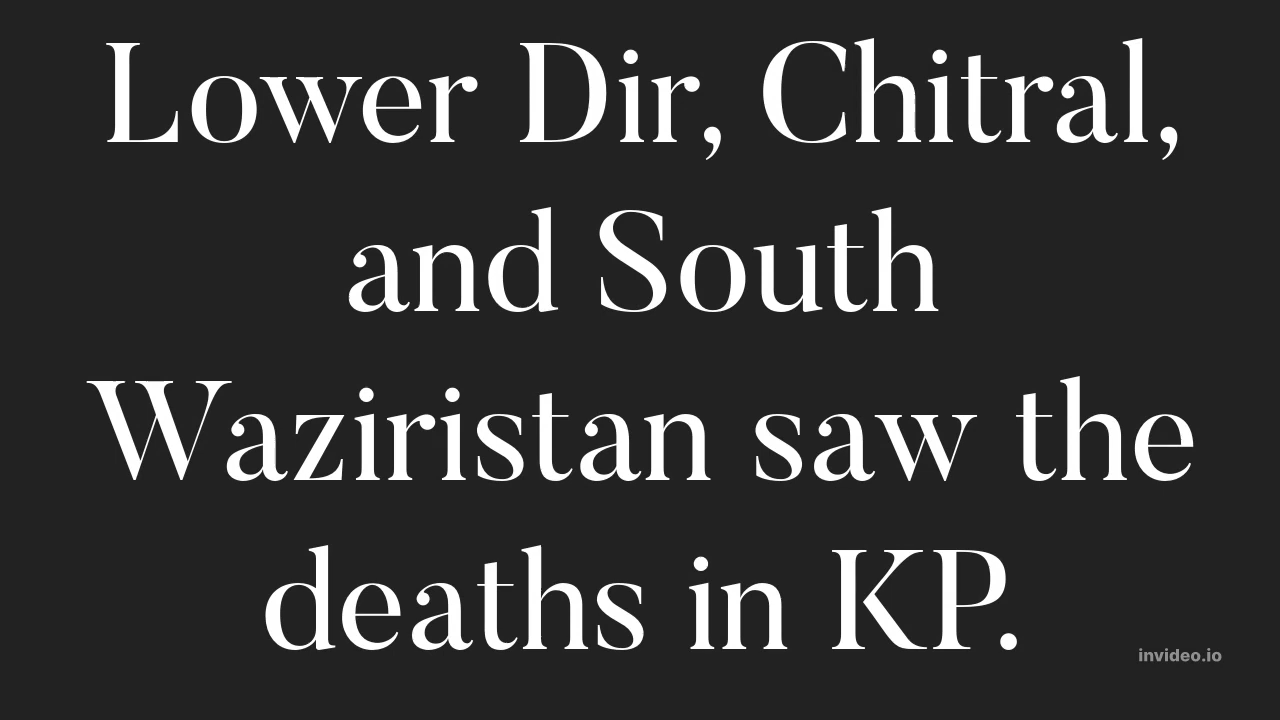 Lower Dir, Chitral,
and South
Waziristan saw the
deaths in KP.
invideo.io